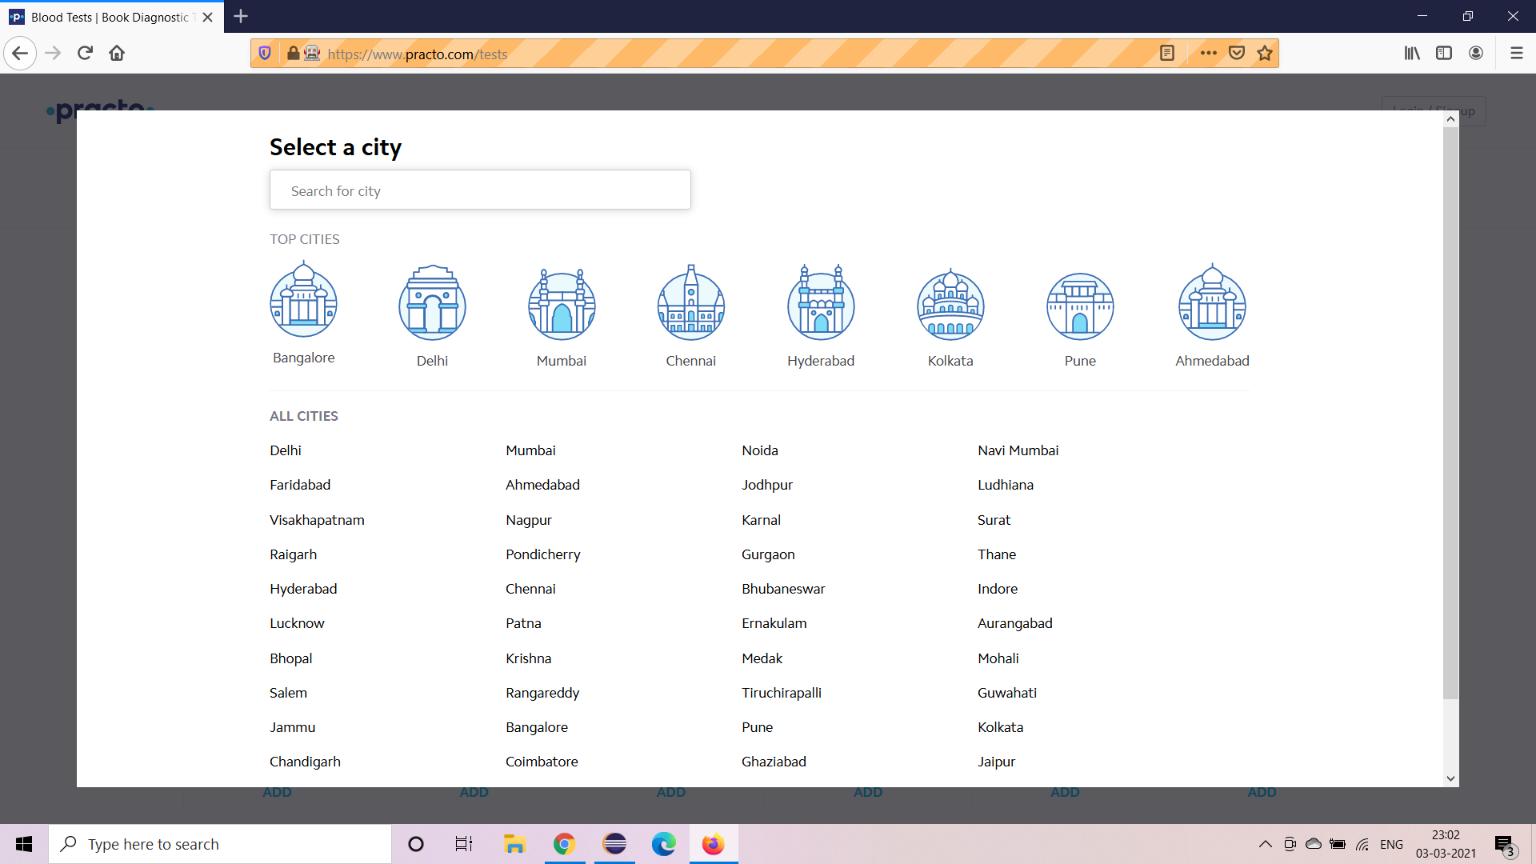 Blood Tests | Book Diagnostic
https://www.practo.com/tests
Select a city
Search for city
TOP CITIES
Bangalore Delhi Mumbai Chennai Hyderabad Kolkata Pune Ahmedabad
ALL CITIES
Delhi Mumbai Noida Navi Mumbai
Faridabad Ahmedabad Jodhpur Ludhiana
Visakhapatnam Nagpur Karnal Surat
Raigarh Pondicherry Gurgaon Thane
Hyderabad Chennai Bhubaneswar Indore
Lucknow Patna Ernakulam Aurangabad
Bhopal Krishna Medak Mohali
Salem Rangareddy Tiruchirapalli Guwahati
Jammu Bangalore Pune Kolkata
Chandigarh Coimbatore Ghaziabad Jaipur
ADD ADD ADD ADD ADD ADD
Type here to search
ENG
23:02
03-03-2021
3